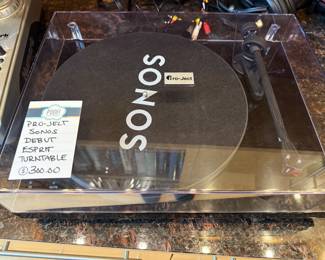 SONOS
Pro-Ject
PRO-JECT
SONOS
DEBUT
ESPRIT
TURNTABLE
$300.00